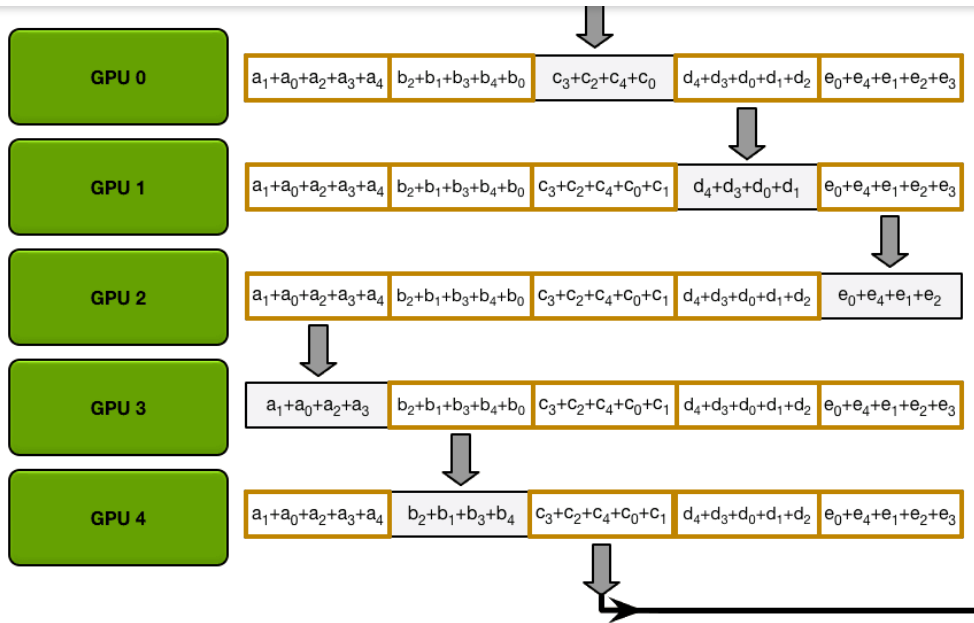 GPU 0 a₁+a₀+a₂+a₃+a₄ b₂+b₁+b₃+b₄+b₀ c₃+c₂+c₄+c₀ d₄+d₃+d₀+d₁+d₂ e₀+e₄+e₁+e₂+e₃
GPU 1 a₁+a₀+a₂+a₃+a₄ b₂+b₁+b₃+b₄+b₀ c₃+c₂+c₄+c₀+c₁ d₄+d₃+d₀+d₁ e₀+e₄+e₁+e₂+e₃
GPU 2 a₁+a₀+a₂+a₃+a₄ b₂+b₁+b₃+b₄+b₀ c₃+c₂+c₄+c₀+c₁ d₄+d₃+d₀+d₁+d₂ e₀+e₄+e₁+e₂
GPU 3 a₁+a₀+a₂+a₃ b₂+b₁+b₃+b₄+b₀ c₃+c₂+c₄+c₀+c₁ d₄+d₃+d₀+d₁+d₂ e₀+e₄+e₁+e₂+e₃
GPU 4 a₁+a₀+a₂+a₃+a₄ b₂+b₁+b₃+b₄ c₃+c₂+c₄+c₀+c₁ d₄+d₃+d₀+d₁+d₂ e₀+e₄+e₁+e₂+e₃